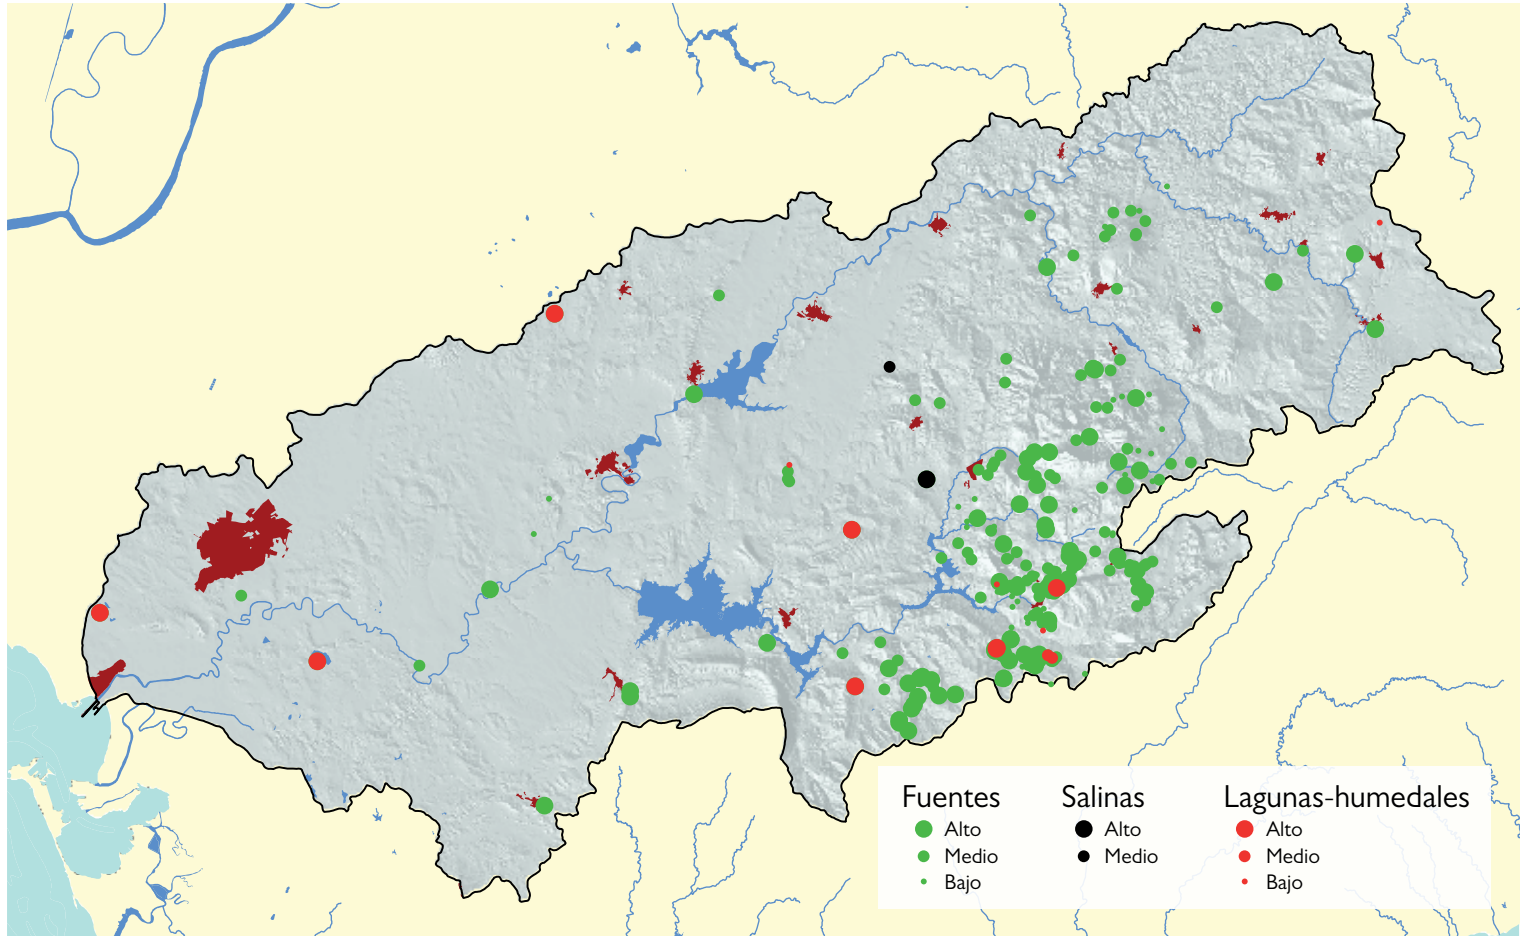 Fuentes
Alto
Medio
Bajo
Salinas
Alto
Medio
Lagunas-humedales
Alto
Medio
Bajo